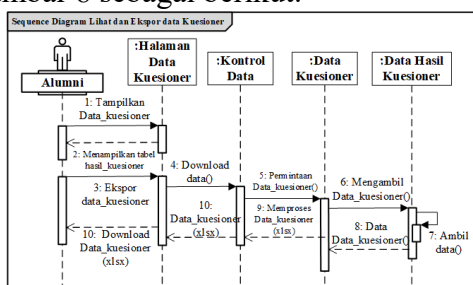 mbar 6 sebagai berikut.
Sequence Diagram Lihat dan Ekspor data Kuesioner
Alumni
:Halaman
Data
Kuesioner
:Kontrol
Data
:Data
Kuesioner
:Data Hasil
Kuesioner
1: Tampilkan
Data_kuesioner
2: Menampilkan tabel
hasil_kuesioner
3: Ekspor
data_kuesioner
4: Download
data()
5: Permintaan
Data_kuesioner()
6: Mengambil
Data_kuesioner()
7: Ambil
data()
8: Data
Data_kuesioner()
9: Memproses
Data_kuesioner
(xlsx)
10:
Data_kuesioner
(xlsx)
10: Download
Data_kuesioner
(xlsx)